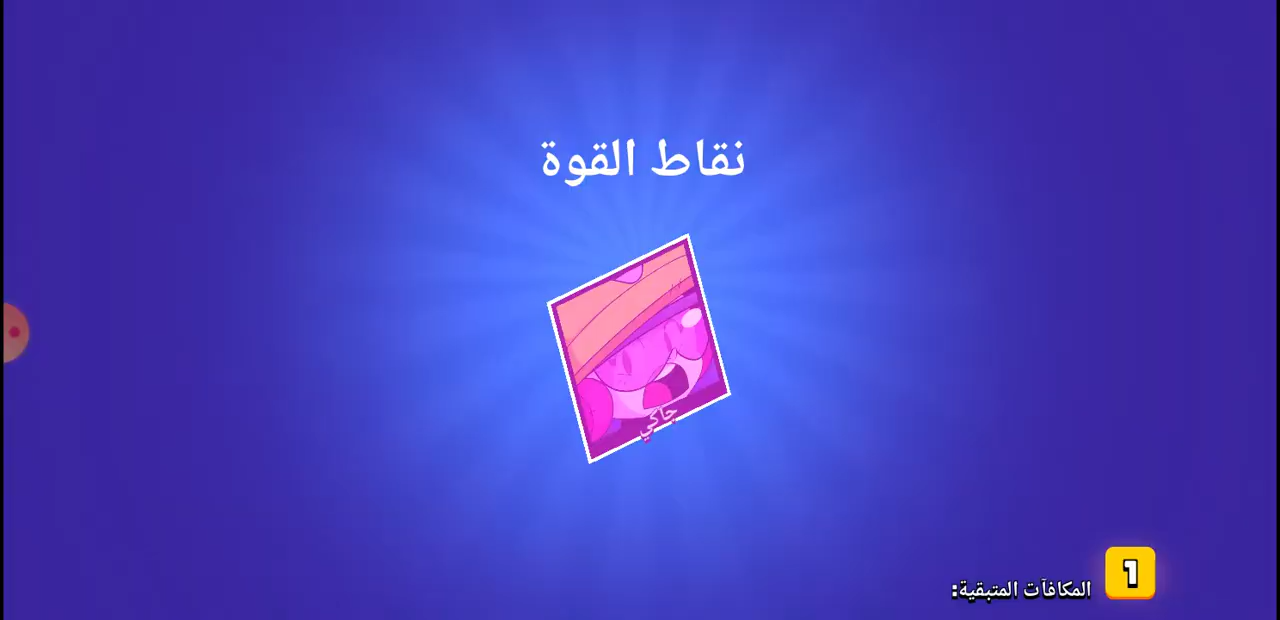 نقاط القوة
جاكي
المكافآت المتبقية:
1